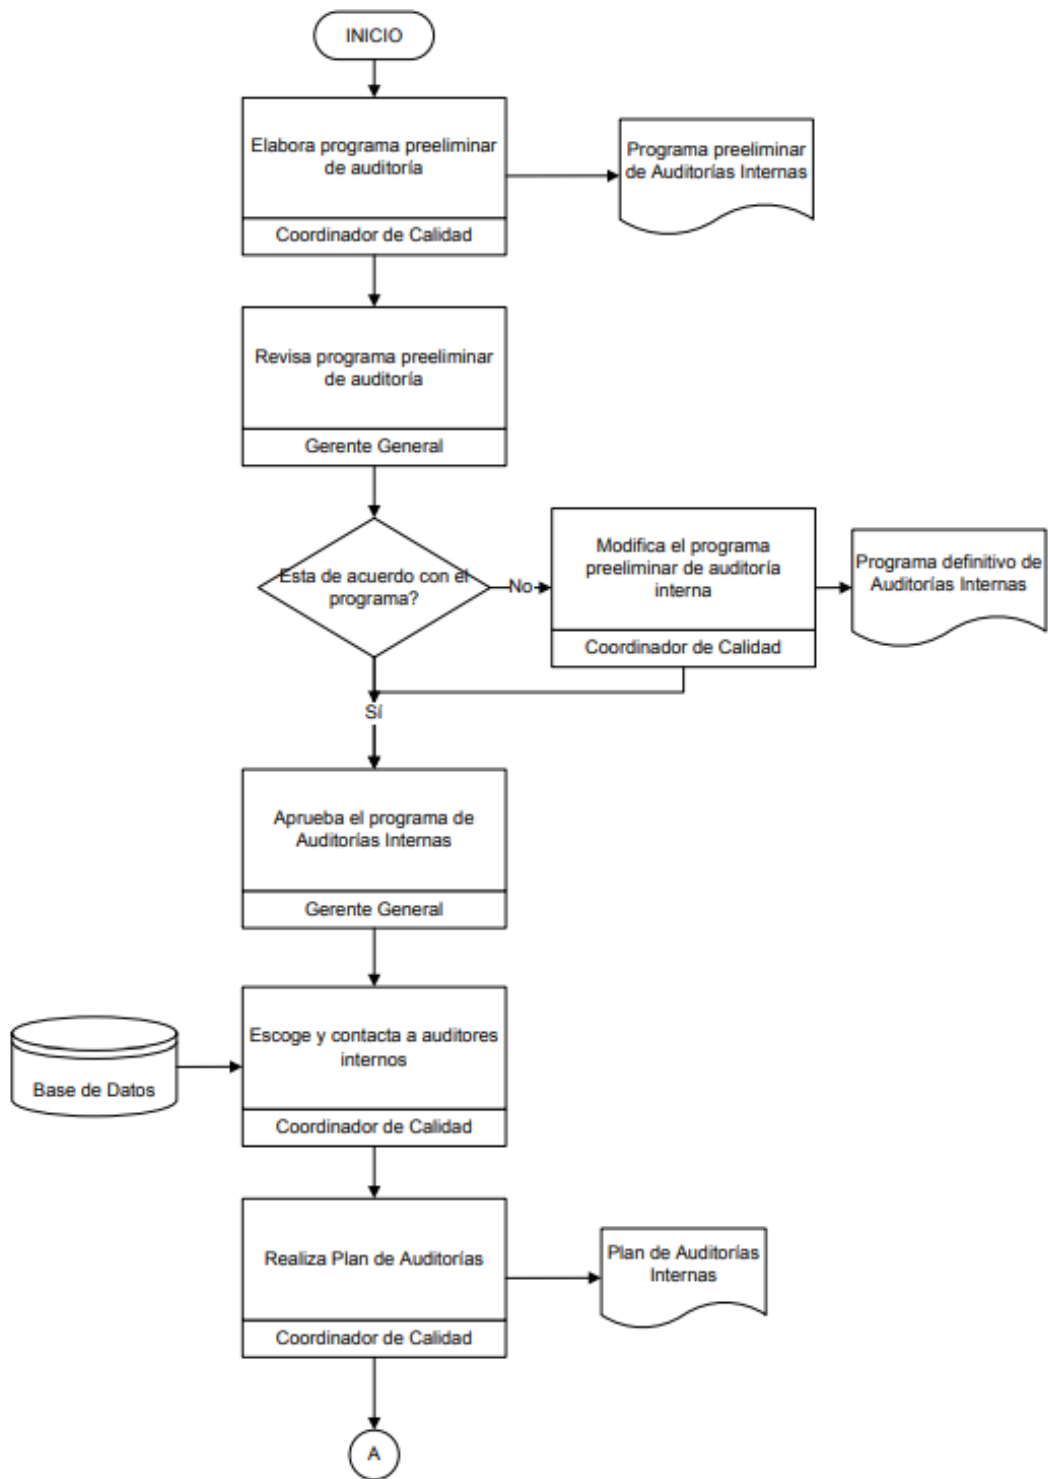 INICIO
Elabora programa preeliminar
de auditoría
Coordinador de Calidad
Programa preeliminar
de Auditorías Internas
Revisa programa preeliminar
de auditoría
Gerente General
Esta de acuerdo con el
programa?
No
Modifica el programa
preeliminar de auditoría
interna
Coordinador de Calidad
Programa definitivo de
Auditorías Internas
Sí
Aprueba el programa de
Auditorías Internas
Gerente General
Base de Datos
Escoge y contacta a auditores
internos
Coordinador de Calidad
Realiza Plan de Auditorías
Coordinador de Calidad
Plan de Auditorías
Internas
A